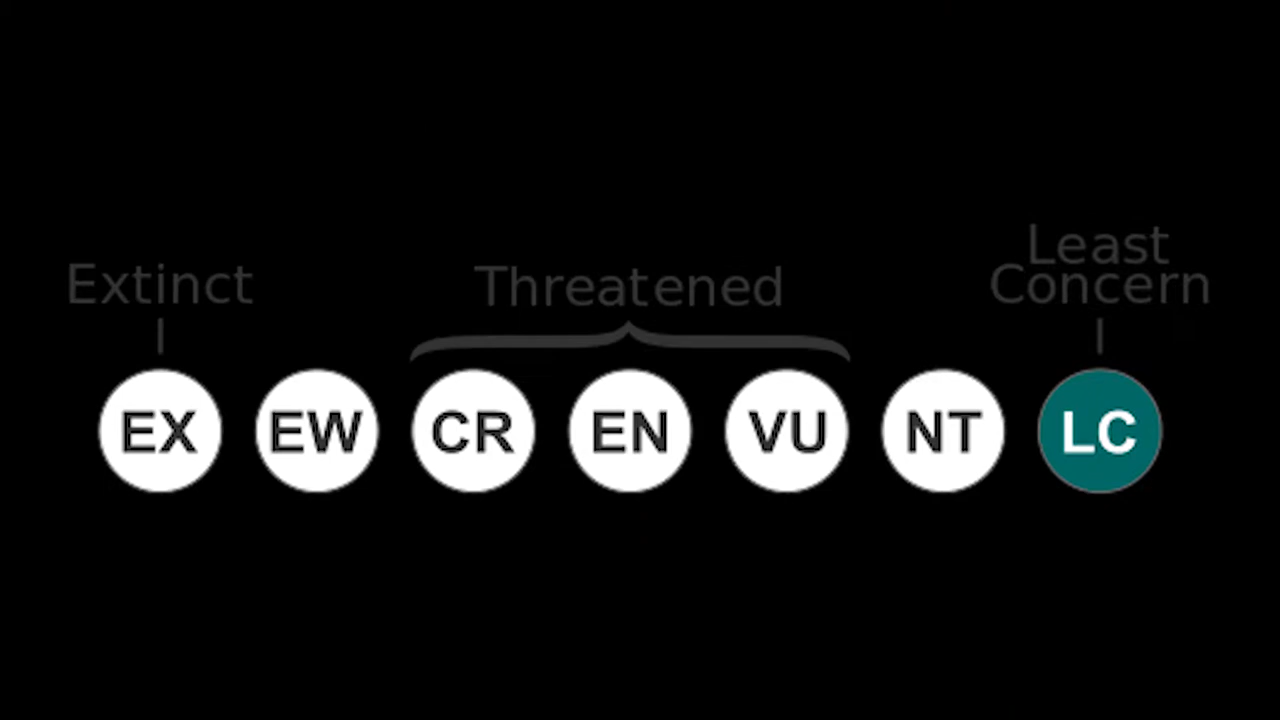 Extinct
Threatened
Least
Concern
EX EW CR EN VU NT LC